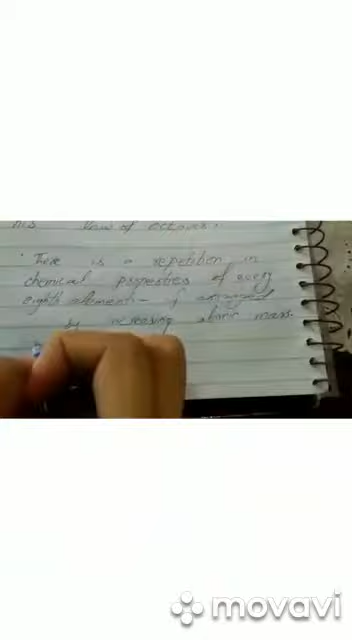 law of octaves.
There is a repetition in
chemical properties of every
eighth element if arranged
by increasing atomic mass.
movavi